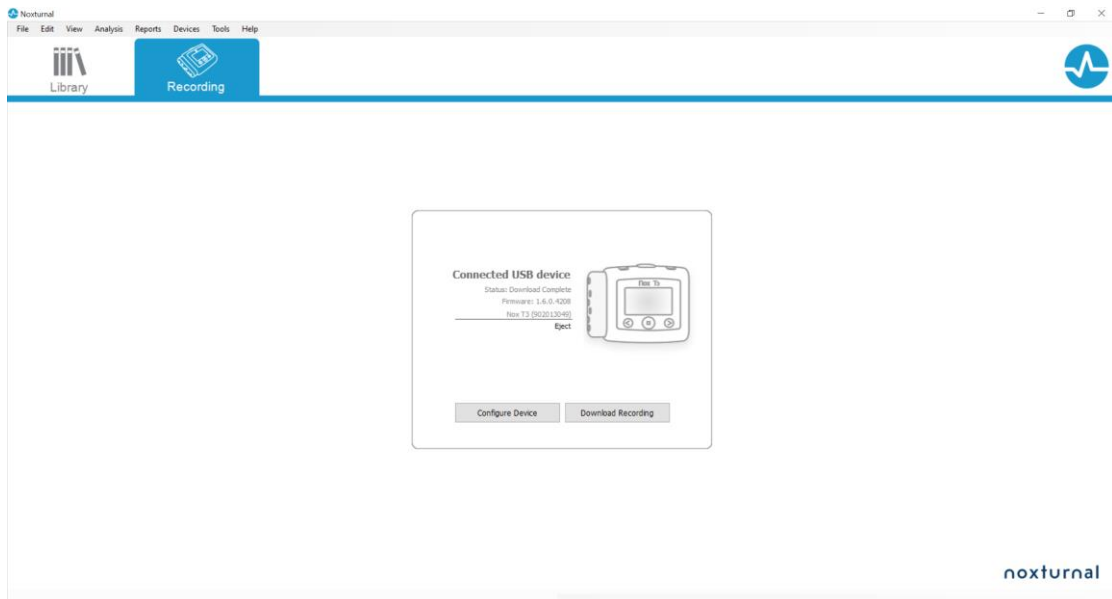 Noxturnal
File Edit View Analysis Reports Devices Tools Help
Library
Recording
Connected USB device
Status: Download Complete
Firmware: 1.6.0.4208
Nox T3 [902013049]
Eject
Nox T3
Configure Device Download Recording
noxturnal